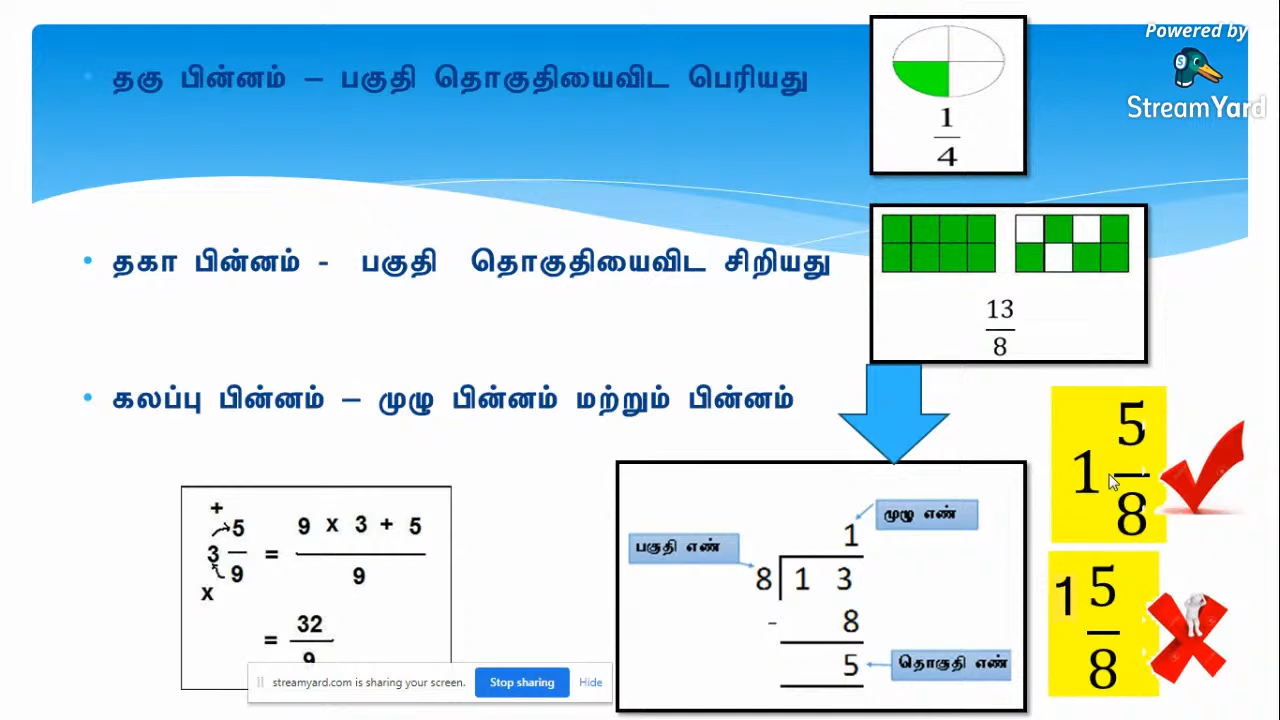 Powered by
StreamYard
தகு பின்னம் – பகுதி தொகுதியைவிட பெரியது
1
4
தகா பின்னம் - பகுதி தொகுதியைவிட சிறியது
13
8
கலப்பு பின்னம் – முழு பின்னம் மற்றும் பின்னம்
1 5
8
1 5
8
+
3 5 = 9 x 3 + 5
9 9
x
= 32
9
முழு எண்
பகுதி எண்
1
8 1 3
- 8
5
தொகுதி எண்
streamyard.com is sharing your screen. Stop sharing Hide